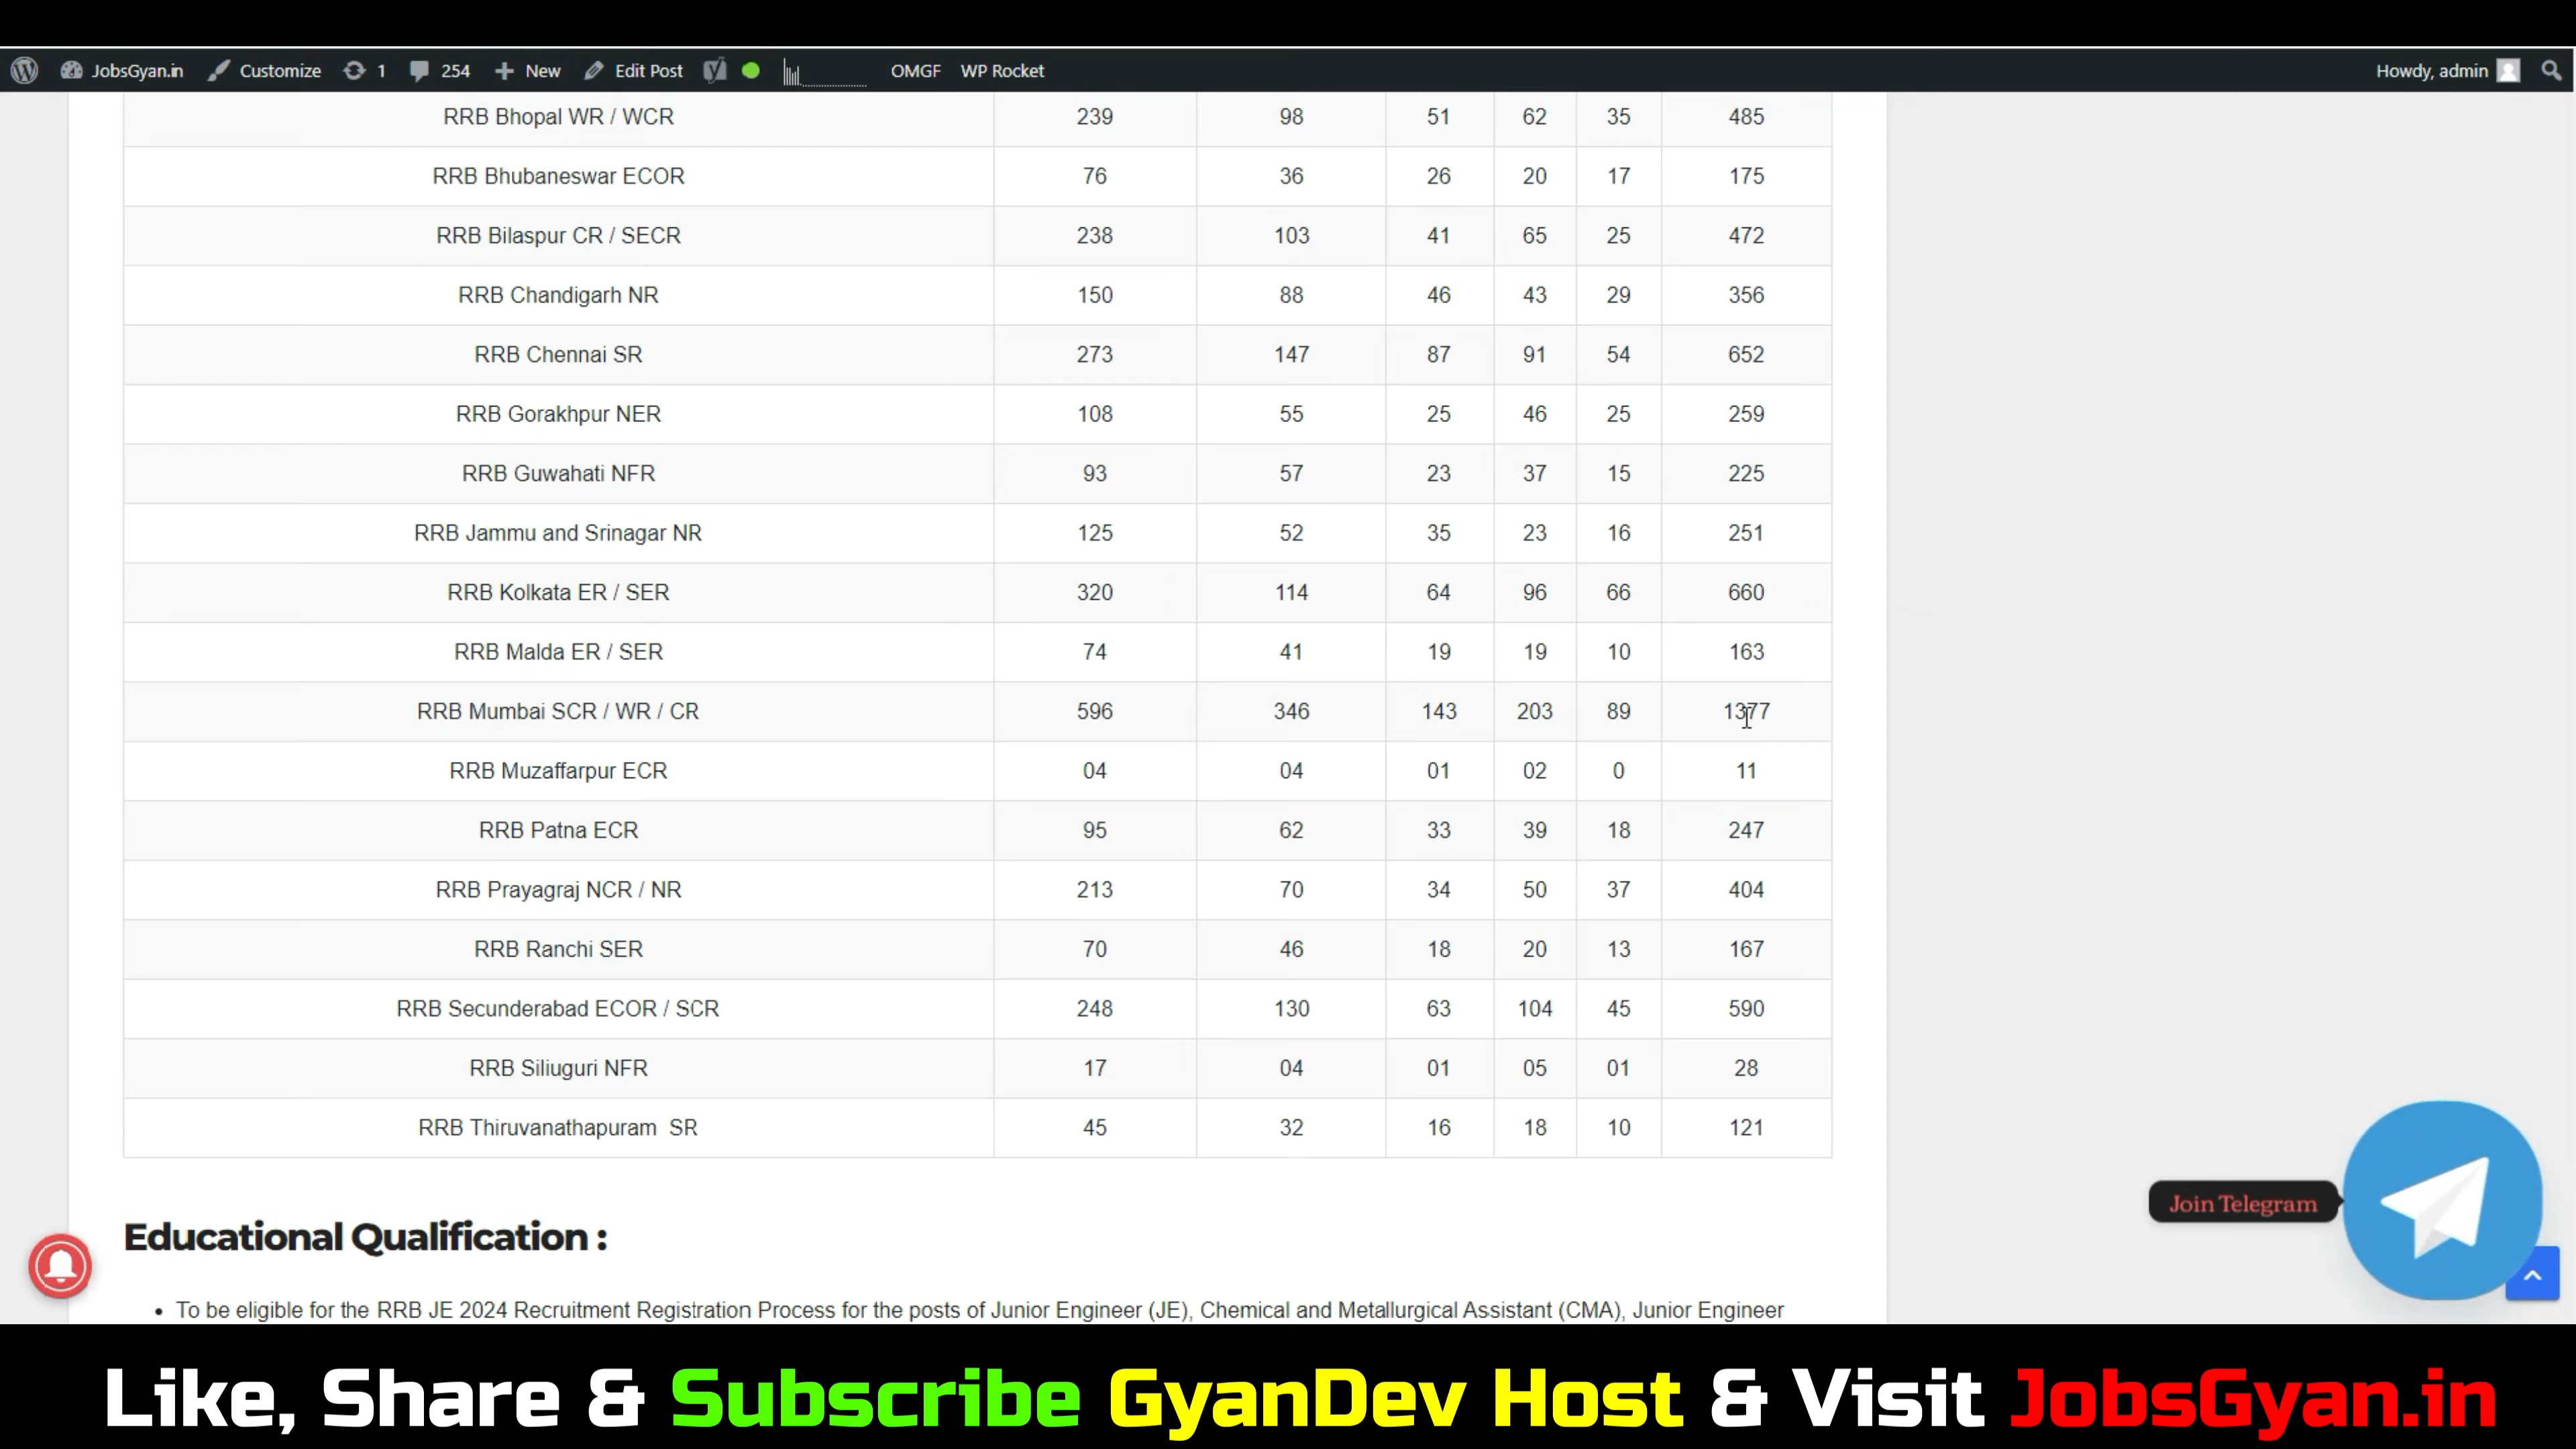 JobsGyan.in Customize 1 254 New Edit Post OMGF WP Rocket Howdy, admin
RRB Bhopal WR / WCR 239 98 51 62 35 485
RRB Bhubaneswar ECOR 76 36 26 20 17 175
RRB Bilaspur CR / SECR 238 103 41 65 25 472
RRB Chandigarh NR 150 88 46 43 29 356
RRB Chennai SR 273 147 87 91 54 652
RRB Gorakhpur NER 108 55 25 46 25 259
RRB Guwahati NFR 93 57 23 37 15 225
RRB Jammu and Srinagar NR 125 52 35 23 16 251
RRB Kolkata ER / SER 320 114 64 96 66 660
RRB Malda ER / SER 74 41 19 19 10 163
RRB Mumbai SCR / WR / CR 596 346 143 203 89 1377
RRB Muzaffarpur ECR 04 04 01 02 0 11
RRB Patna ECR 95 62 33 39 18 247
RRB Prayagraj NCR / NR 213 70 34 50 37 404
RRB Ranchi SER 70 46 18 20 13 167
RRB Secunderabad ECOR / SCR 248 130 63 104 45 590
RRB Siliuguri NFR 17 04 01 05 01 28
RRB Thiruvanathapuram SR 45 32 16 18 10 121
Join Telegram
Educational Qualification :
• To be eligible for the RRB JE 2024 Recruitment Registration Process for the posts of Junior Engineer (JE), Chemical and Metallurgical Assistant (CMA), Junior Engineer
Like, Share & Subscribe GyanDev Host & Visit JobsGyan.in